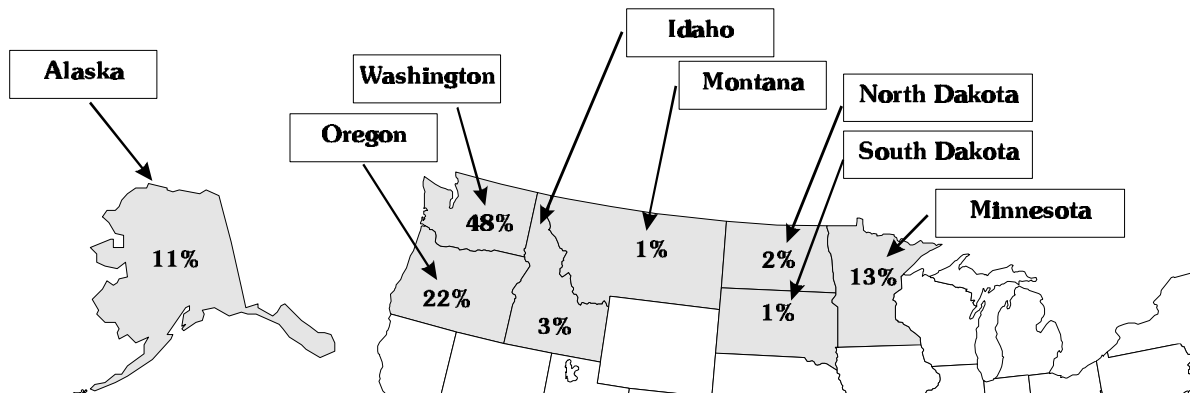 Idaho
Alaska
Washington
Montana
North Dakota
Oregon
South Dakota
Minnesota
48%
11%
1%
2%
13%
22%
1%
3%